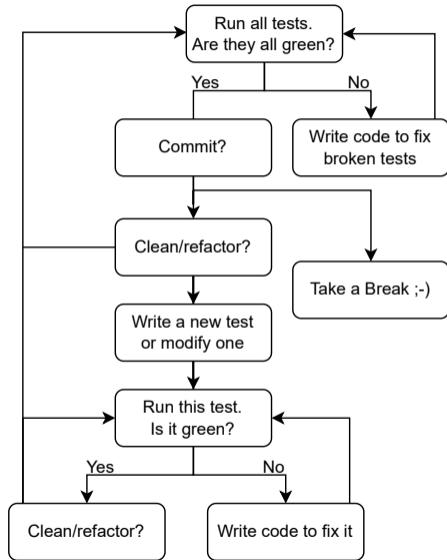 Run all tests.
Are they all green?
Yes
No
Commit?
Write code to fix
broken tests
Clean/refactor?
Take a Break ;-)
Write a new test
or modify one
Run this test.
Is it green?
Yes
No
Clean/refactor?
Write code to fix it